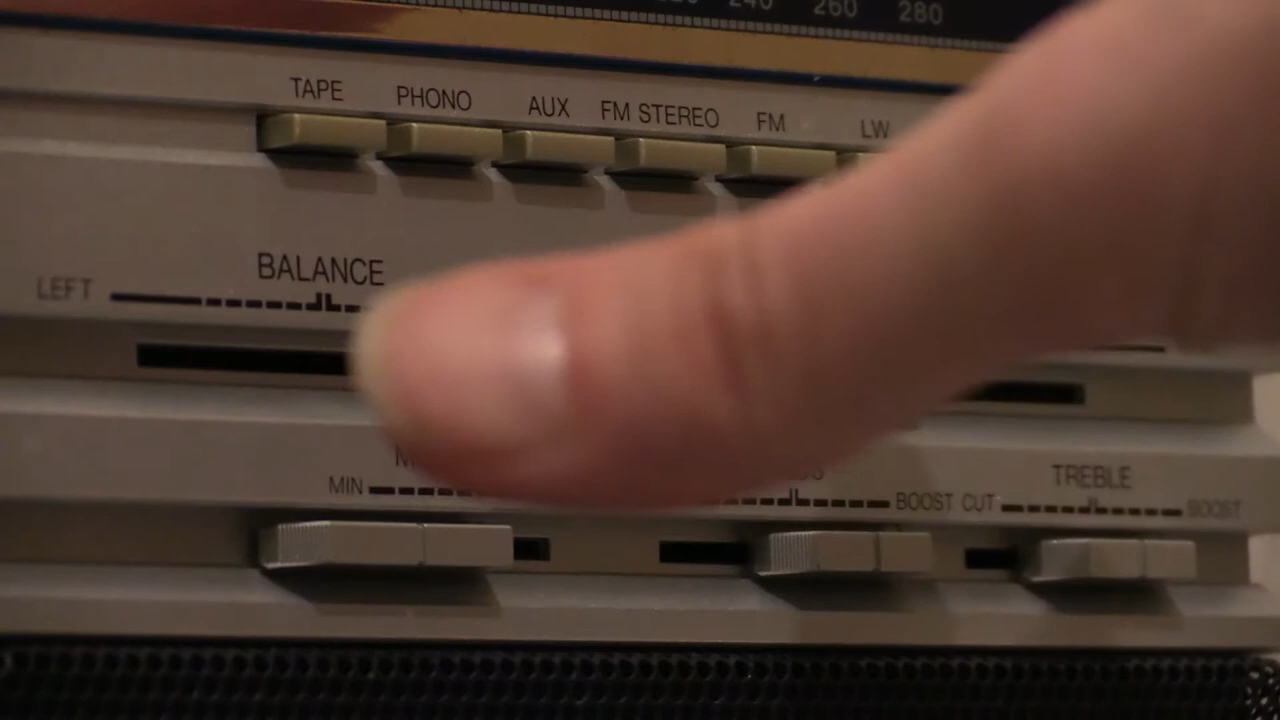 240 260 280
TAPE PHONO AUX FM STEREO FM LW
BALANCE
LEFT
MIN BOOST CUT TREBLE BOOST